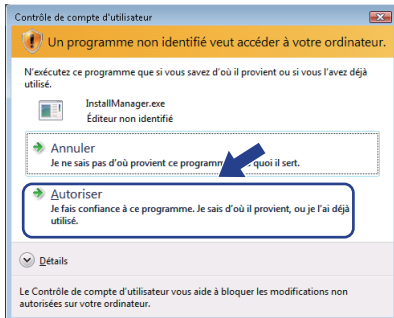 Contrôle de compte d'utilisateur
Un programme non identifié veut accéder à votre ordinateur.
N'exécutez ce programme que si vous savez d'où il provient ou si vous l'avez déjà
utilisé.
InstallManager.exe
Éditeur non identifié
Annuler
Je ne sais pas d'où provient ce programm quoi il sert.
Autoriser
Je fais confiance à ce programme. Je sais d'où il provient, ou je l'ai déjà
utilisé.
Détails
Le Contrôle de compte d'utilisateur vous aide à bloquer les modifications non
autorisées sur votre ordinateur.